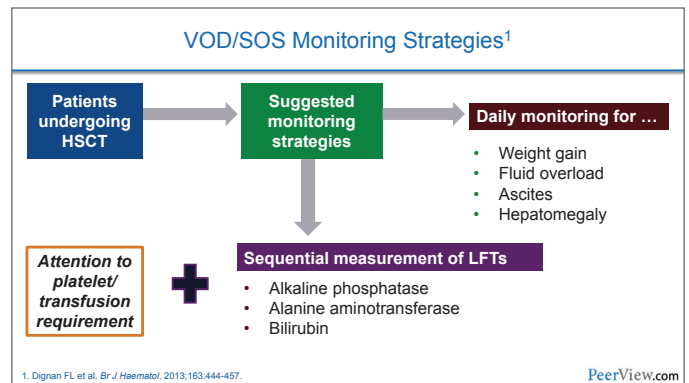 VOD/SOS Monitoring Strategies1
Patients
undergoing
HSCT
Suggested
monitoring
strategies
Daily monitoring for …
• Weight gain
• Fluid overload
• Ascites
• Hepatomegaly
Attention to
platelet/
transfusion
requirement
Sequential measurement of LFTs
• Alkaline phosphatase
• Alanine aminotransferase
• Bilirubin
1. Dignan FL et al. Br J Haematol. 2013;163:444-457.
PeerView.com